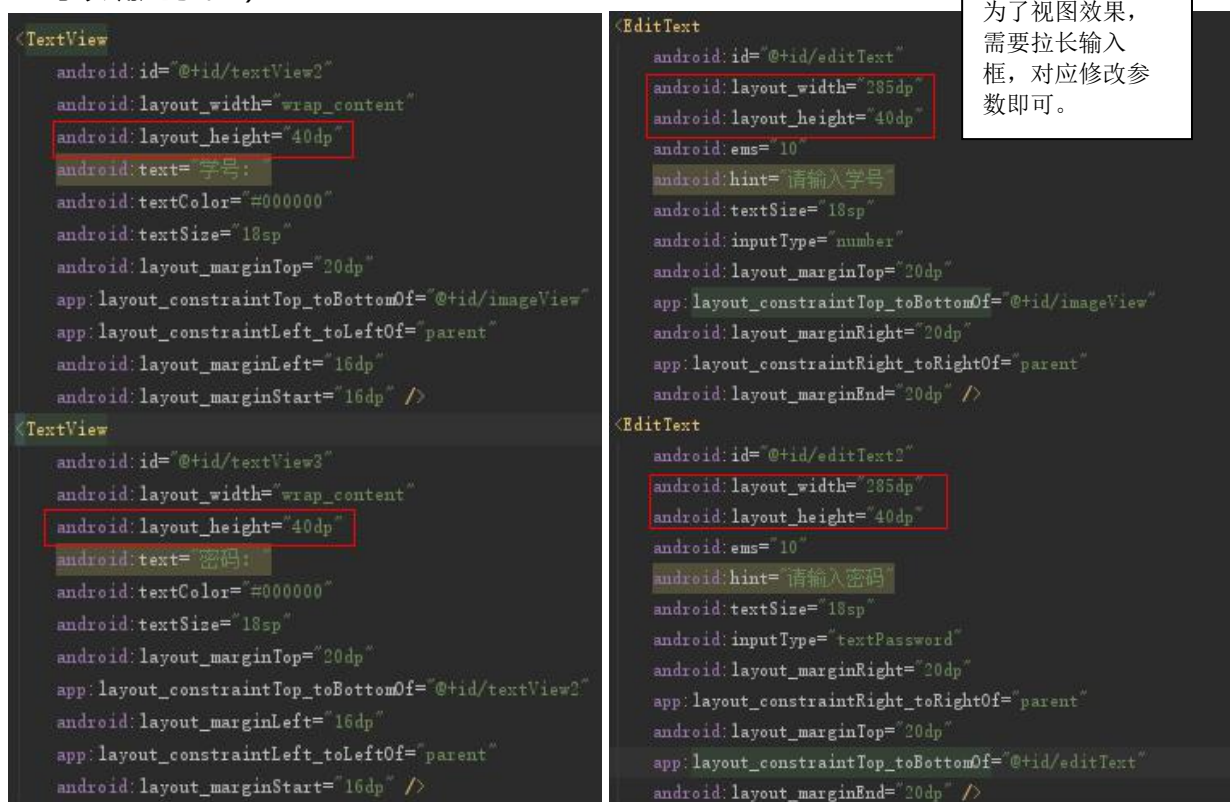 <TextView
android:id="@+id/textView2"
android:layout_width="wrap_content"
android:layout_height="40dp"
android:text="学号："
android:textColor="#000000"
android:textSize="18sp"
android:layout_marginTop="20dp"
app:layout_constraintTop_toBottomOf="@+id/imageView"
app:layout_constraintLeft_toLeftOf="parent"
android:layout_marginLeft="16dp"
android:layout_marginStart="16dp" />
<TextView
android:id="@+id/textView3"
android:layout_width="wrap_content"
android:layout_height="40dp"
android:text="密码："
android:textColor="#000000"
android:textSize="18sp"
android:layout_marginTop="20dp"
app:layout_constraintTop_toBottomOf="@+id/textView2"
android:layout_marginLeft="16dp"
app:layout_constraintLeft_toLeftOf="parent"
android:layout_marginStart="16dp" />
<EditText
android:id="@+id/editText"
android:layout_width="285dp"
android:layout_height="40dp"
android:ems="10"
android:hint="请输入学号"
android:textSize="18sp"
android:inputType="number"
android:layout_marginTop="20dp"
app:layout_constraintTop_toBottomOf="@+id/imageView"
android:layout_marginRight="20dp"
app:layout_constraintRight_toRightOf="parent"
android:layout_marginEnd="20dp" />
<EditText
android:id="@+id/editText2"
android:layout_width="285dp"
android:layout_height="40dp"
android:ems="10"
android:hint="请输入密码"
android:textSize="18sp"
android:inputType="textPassword"
android:layout_marginRight="20dp"
app:layout_constraintRight_toRightOf="parent"
android:layout_marginTop="20dp"
app:layout_constraintTop_toBottomOf="@+id/editText"
android:layout_marginEnd="20dp" />
为了视图效果，
需要拉长输入
框，对应修改参
数即可。